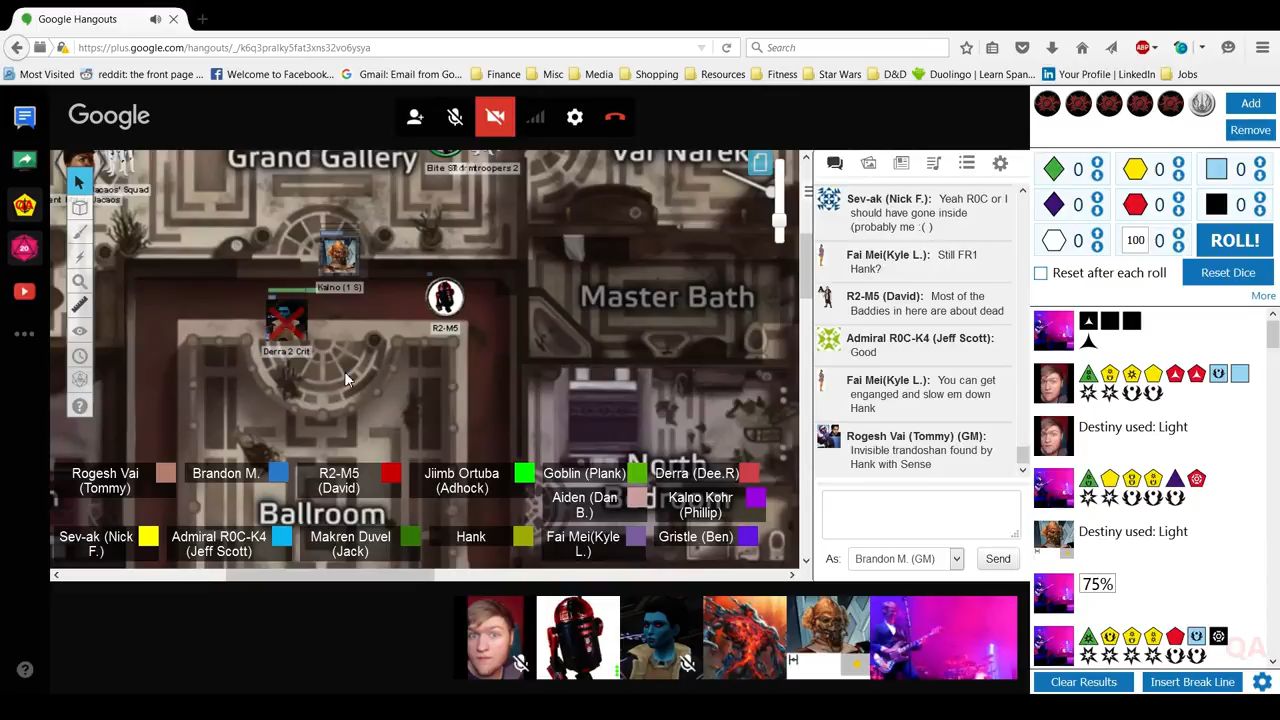 Google Hangouts
https://plus.google.com/hangouts/_/k6q3pralky5fat3xns32vo6ysya
Search
ABP
Most Visited
reddit: the front page ...
Welcome to Facebook...
Gmail: Email from Go...
Finance
Misc
Media
Shopping
Resources
Fitness
Star Wars
D&D
Duolingo | Learn Span...
Your Profile | LinkedIn
Jobs
Google
Grand Gallery
Var Narek
Kalno (1 S)
R2-M5
Derra 2 Crit
Master Bath
North
Ballroom
Rogesh Vai
(Tommy)
Brandon M.
R2-M5
(David)
Jiimb Ortuba
(Adhock)
Goblin (Plank)
Derra (Dee.R)
Aiden (Dan
B.)
Kalno Kohr
(Phillip)
Sev-ak (Nick
F.)
Admiral R0C-K4
(Jeff Scott)
Makren Duvel
(Jack)
Hank
Fai Mei(Kyle
L.)
Gristle (Ben)
Sev-ak (Nick F.): Yeah R0C or I
should have gone inside
(probably me :( )
Fai Mei(Kyle L.): Still FR1
Hank?
R2-M5 (David): Most of the
Baddies in here are about dead
Admiral R0C-K4 (Jeff Scott):
Good
Fai Mei(Kyle L.): You can get
enganged and slow em down
Hank
Rogesh Vai (Tommy) (GM):
Invisible trandoshan found by
Hank with Sense
As:
Brandon M. (GM)
Send
Add
Remove
0
0
0
0
0
0
0
100
0
ROLL!
Reset after each roll
Reset Dice
More
Destiny used: Light
Destiny used: Light
75%
Clear Results
Insert Break Line
20
QA